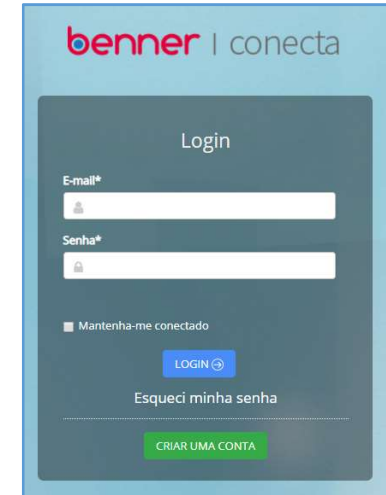 benner | conecta
Login
E-mail*
Senha*
Mantenha-me conectado
LOGIN
Esqueci minha senha
CRIAR UMA CONTA